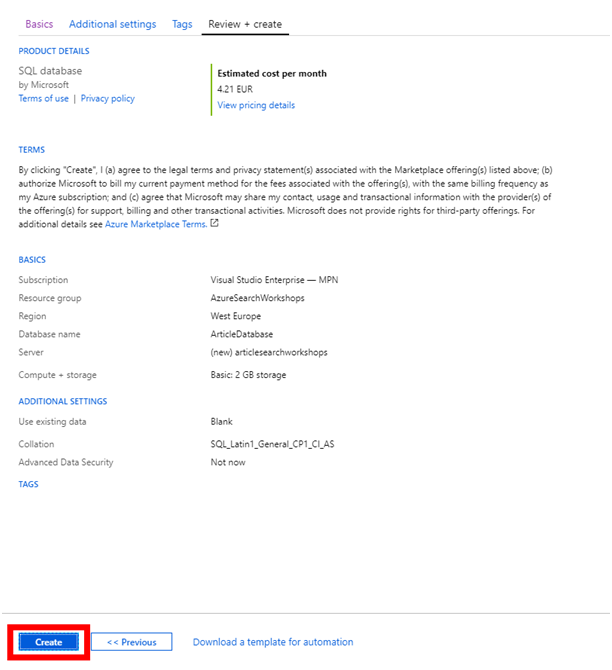 Basics Additional settings Tags Review + create
PRODUCT DETAILS
SQL database
by Microsoft
Terms of use | Privacy policy
Estimated cost per month
4.21 EUR
View pricing details
TERMS
By clicking "Create", I (a) agree to the legal terms and privacy statement(s) associated with the Marketplace offering(s) listed above; (b)
authorize Microsoft to bill my current payment method for the fees associated with the offering(s), with the same billing frequency as
my Azure subscription; and (c) agree that Microsoft may share my contact, usage and transactional information with the provider(s) of
the offering(s) for support, billing and other transactional activities. Microsoft does not provide rights for third-party offerings. For
additional details see Azure Marketplace Terms.
BASICS
Subscription Visual Studio Enterprise — MPN
Resource group AzureSearchWorkshops
Region West Europe
Database name ArticleDatabase
Server (new) articlesearchworkshops
Compute + storage Basic: 2 GB storage
ADDITIONAL SETTINGS
Use existing data Blank
Collation SQL_Latin1_General_CP1_CI_AS
Advanced Data Security Not now
TAGS
Create << Previous Download a template for automation